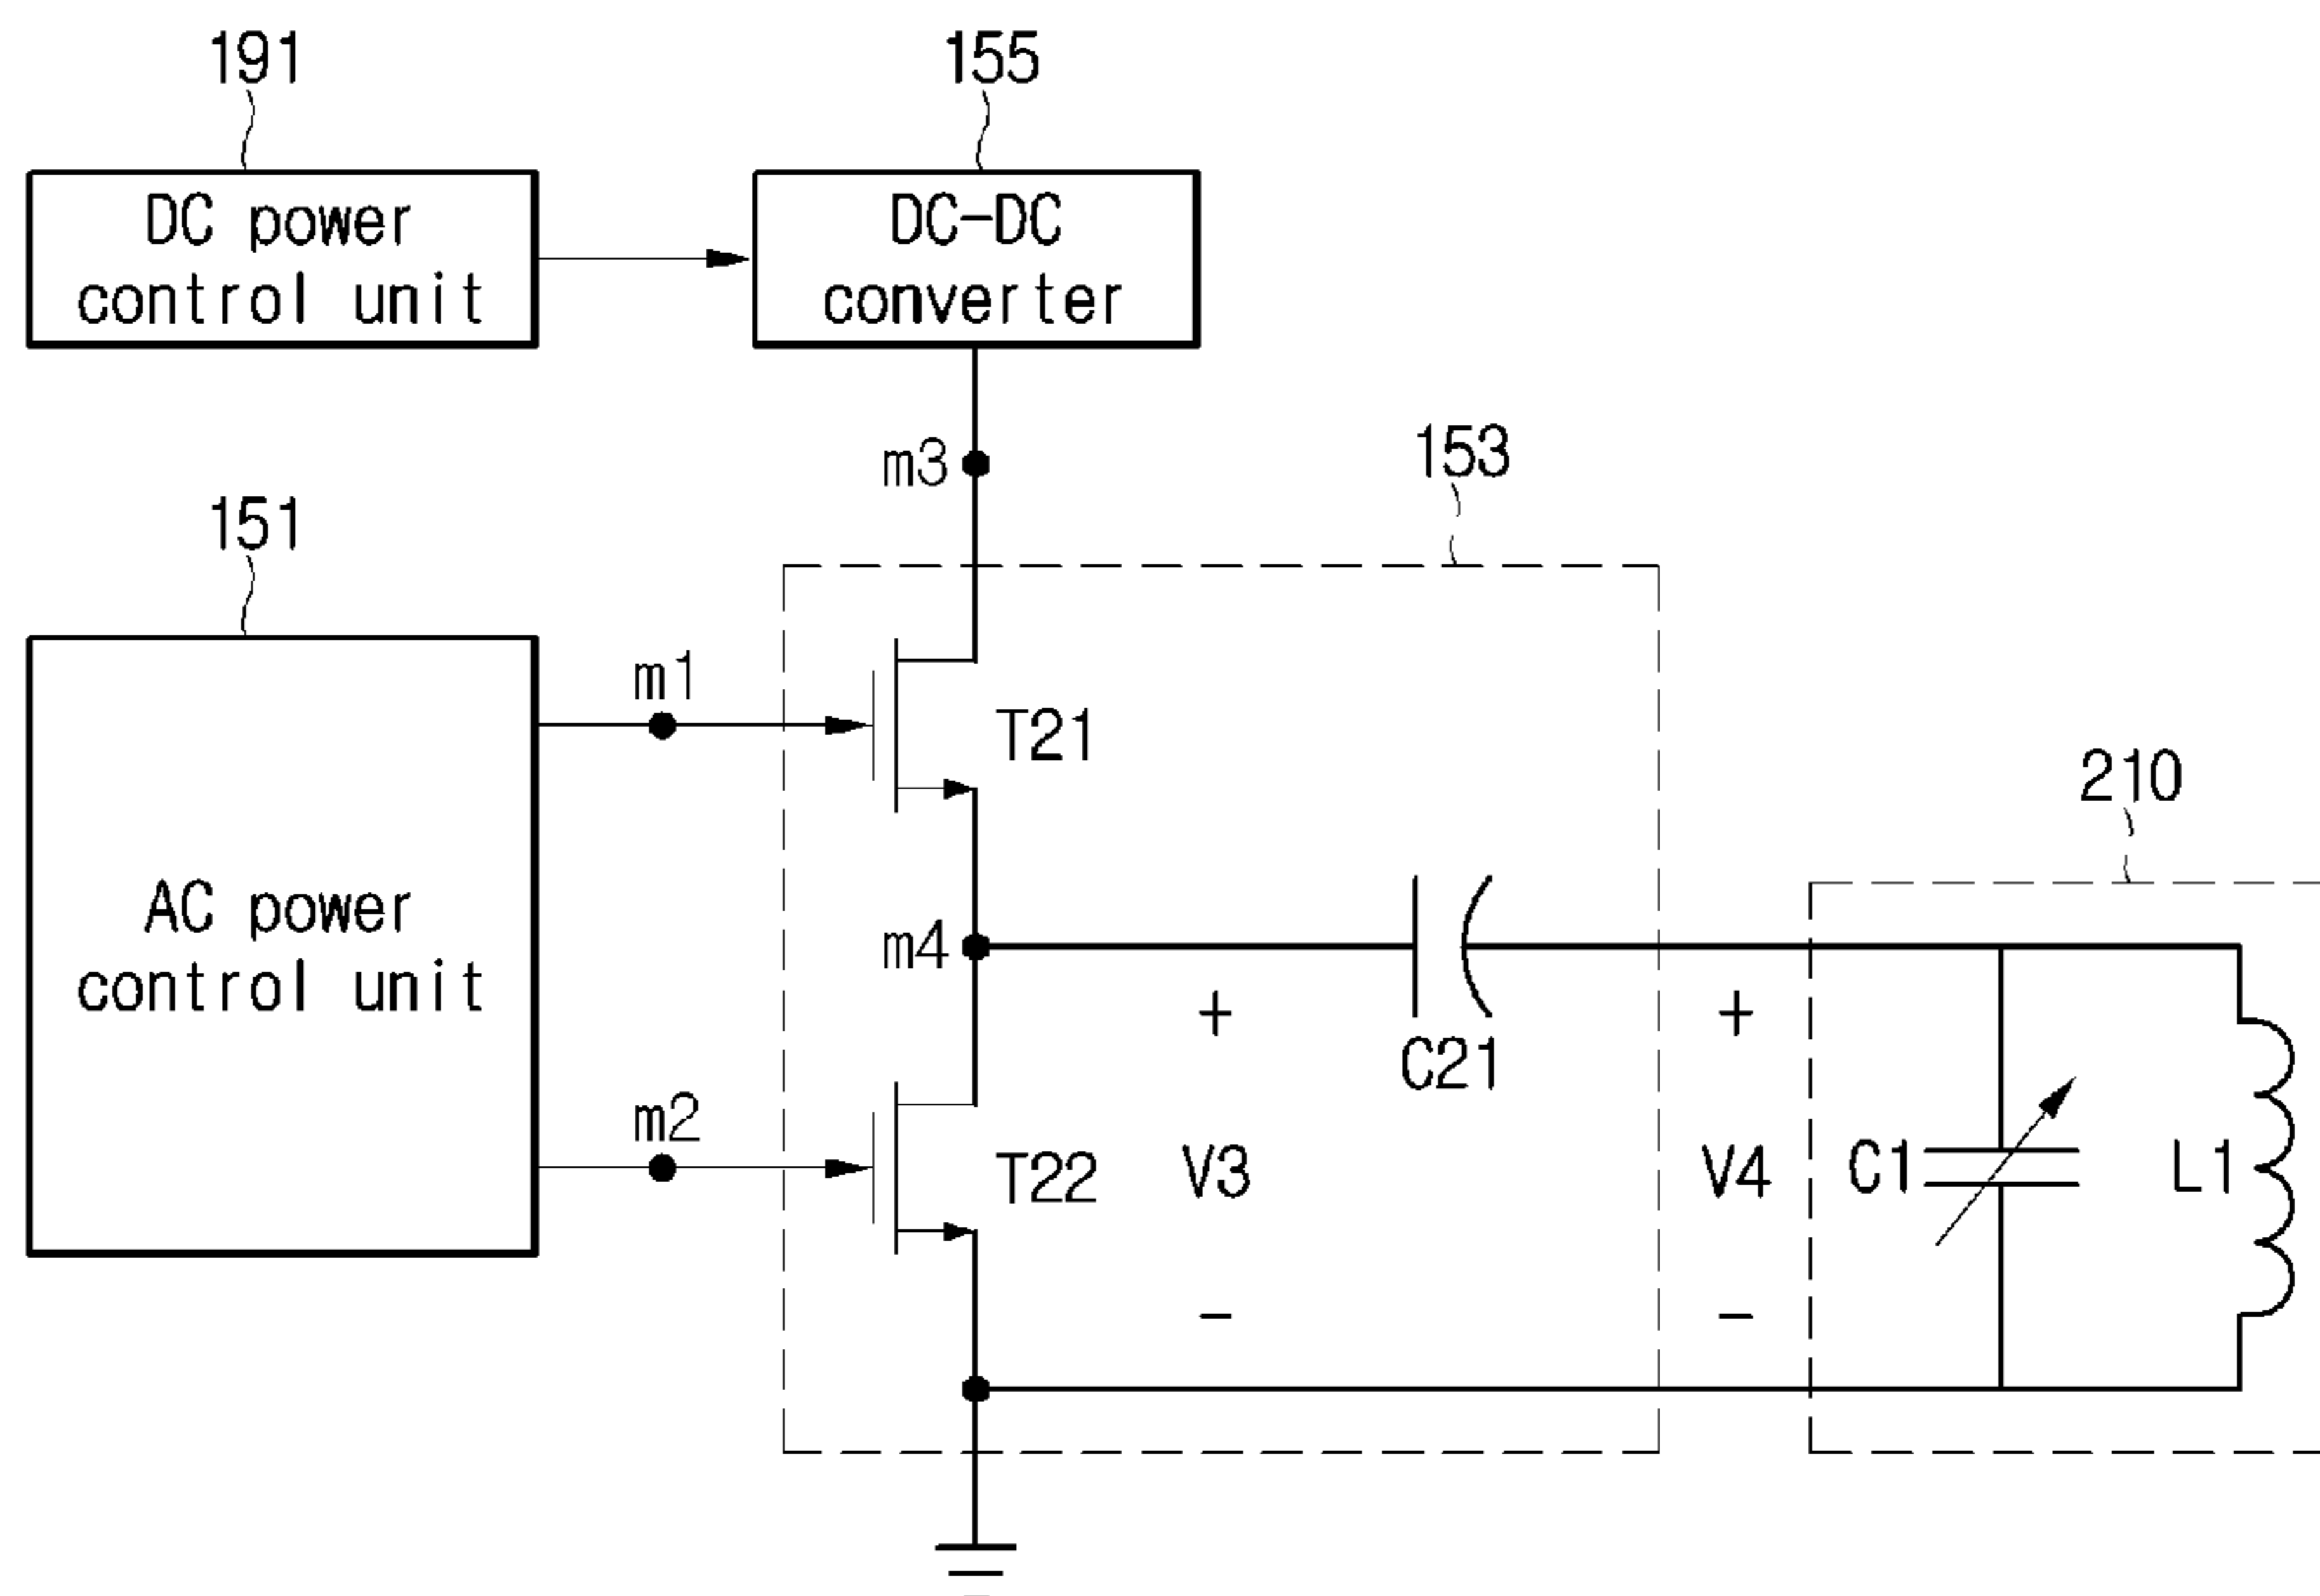 191
155
DC power
control unit
DC-DC
converter
m3
153
151
m1
T21
210
AC power
control unit
m4
+
+
C21
m2
T22
V3
V4
C1
L1
-
-